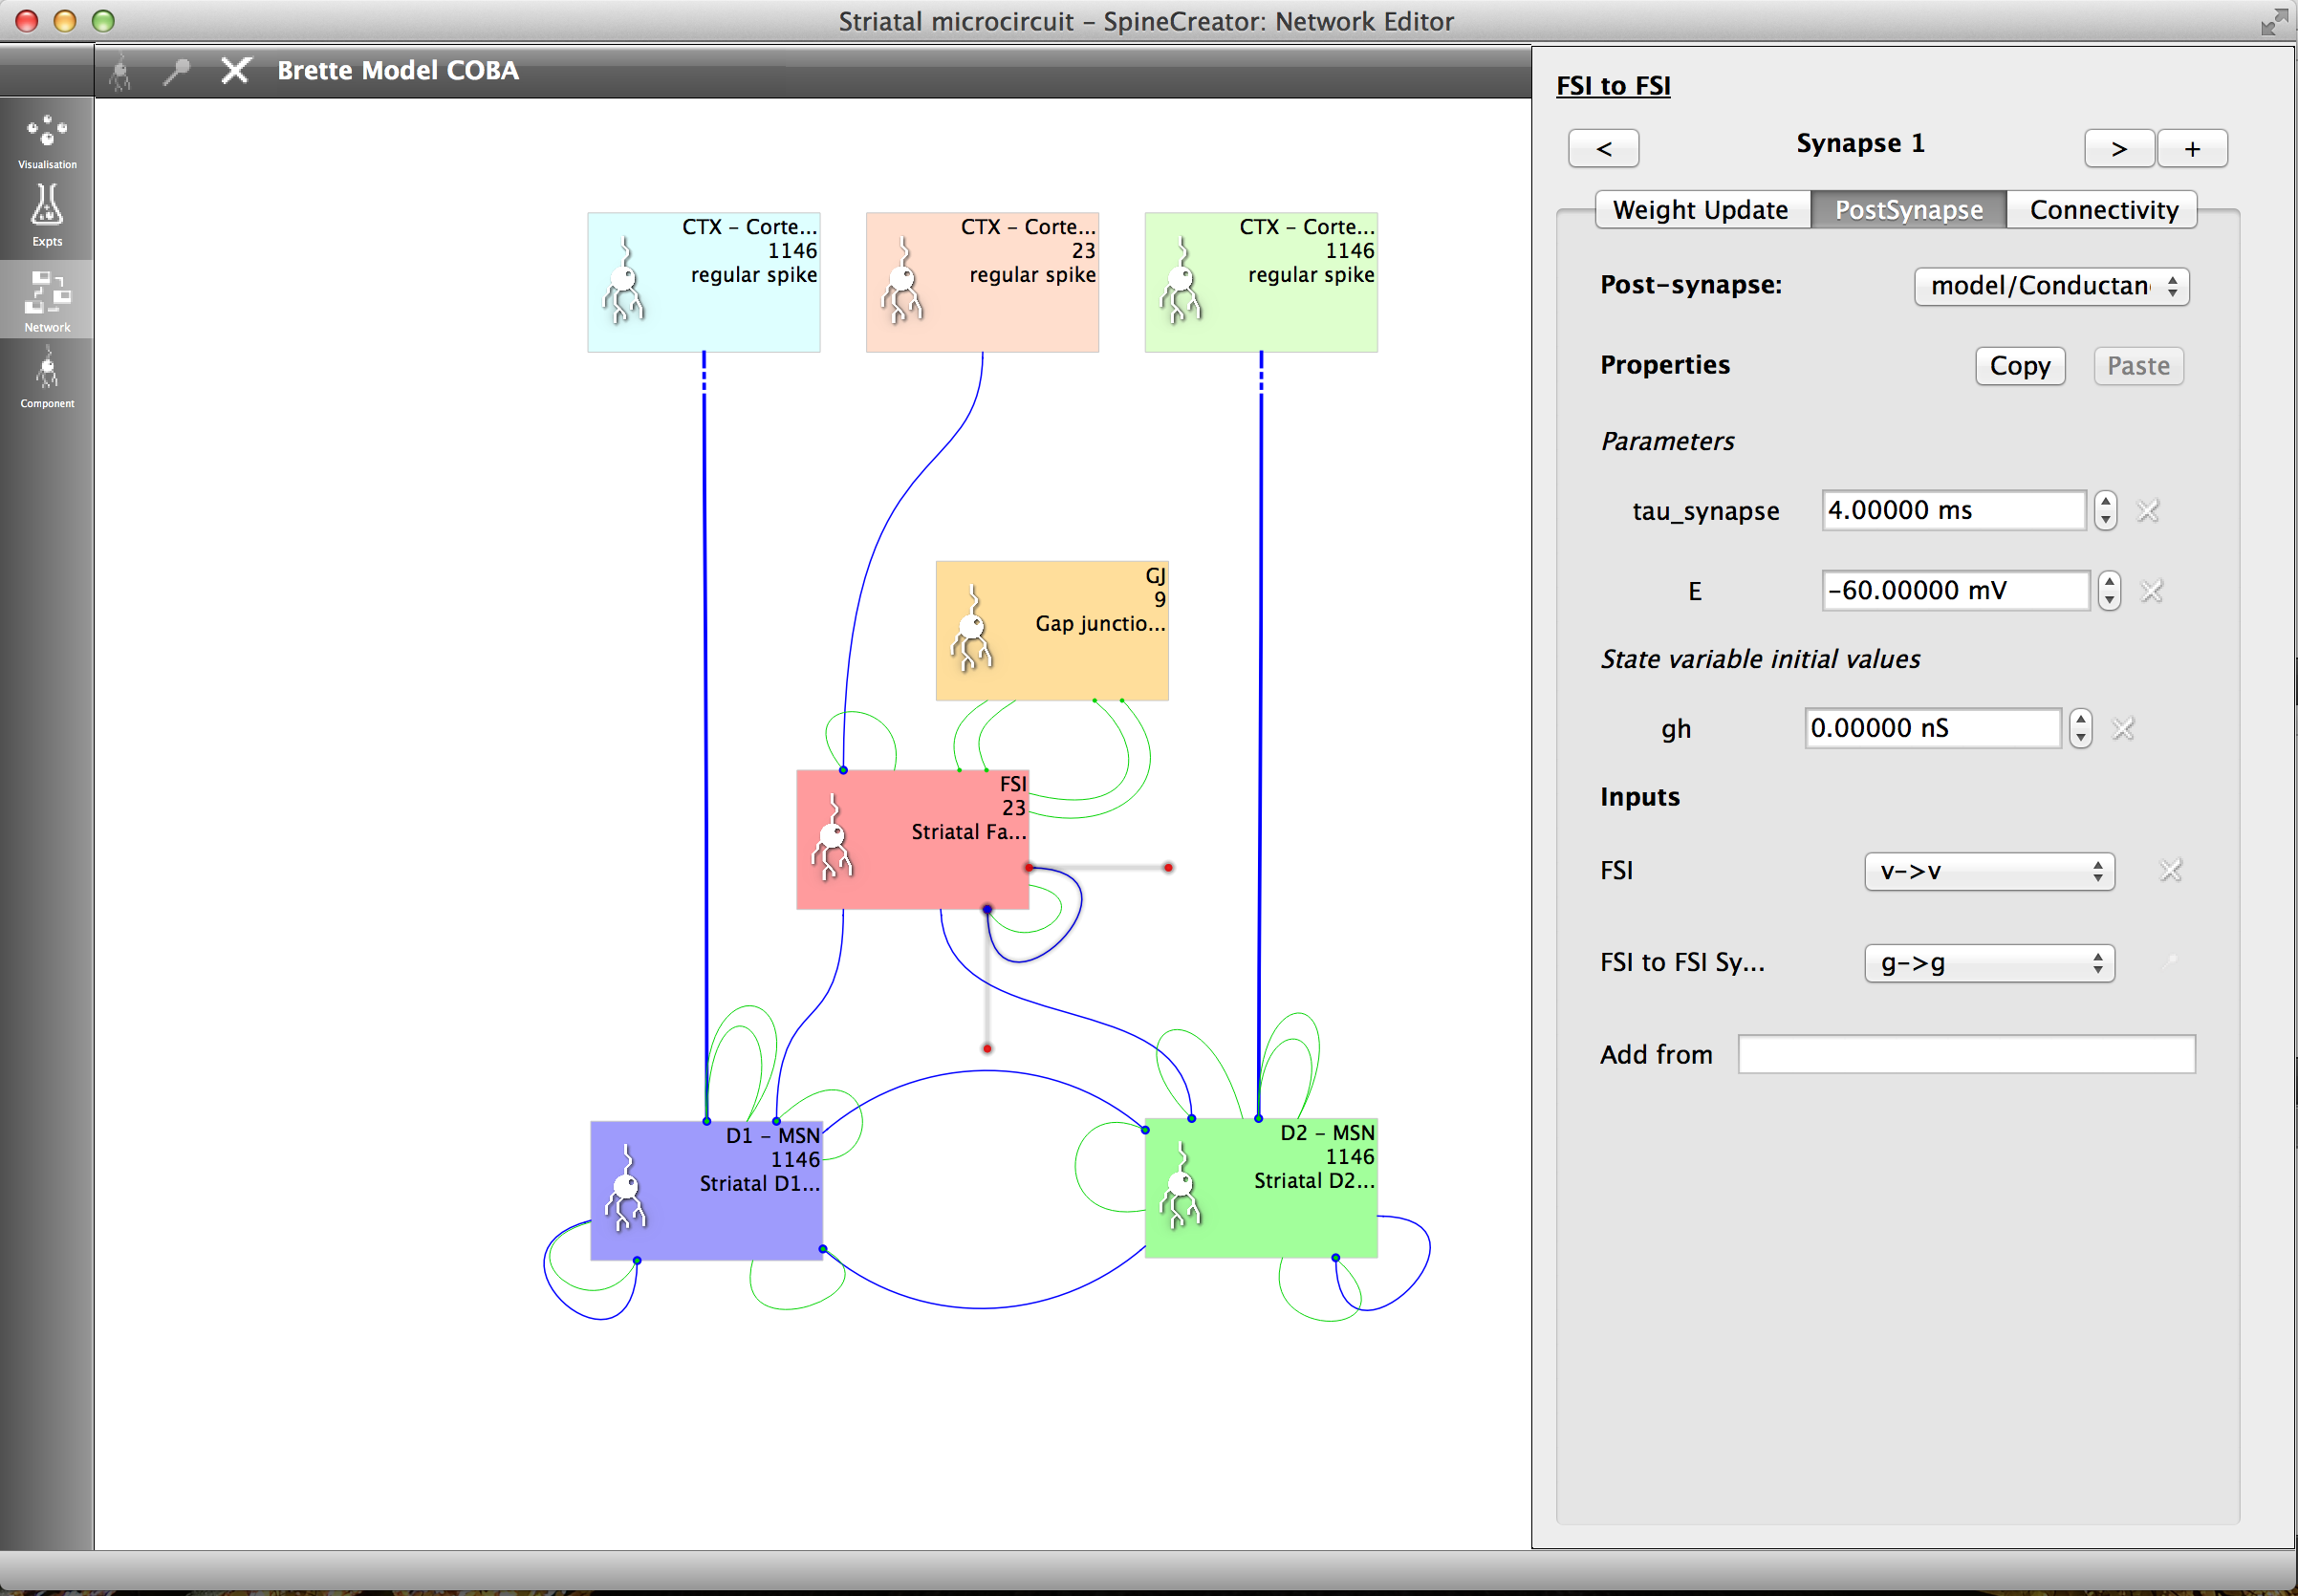 Striatal microcircuit – SpineCreator: Network Editor
Brette Model COBA
Visualisation
Expts
Network
Component
CTX – Corte...
1146
regular spike
CTX – Corte...
23
regular spike
CTX – Corte...
1146
regular spike
GJ
9
Gap junctio...
FSI
23
Striatal Fa...
D1 – MSN
1146
Striatal D1...
D2 – MSN
1146
Striatal D2...
FSI to FSI
< Synapse 1 > +
Weight Update PostSynapse Connectivity
Post-synapse: model/Conductan
Properties Copy Paste
Parameters
tau_synapse 4.00000 ms
E -60.00000 mV
State variable initial values
gh 0.00000 nS
Inputs
FSI v->v
FSI to FSI Sy... g->g
Add from